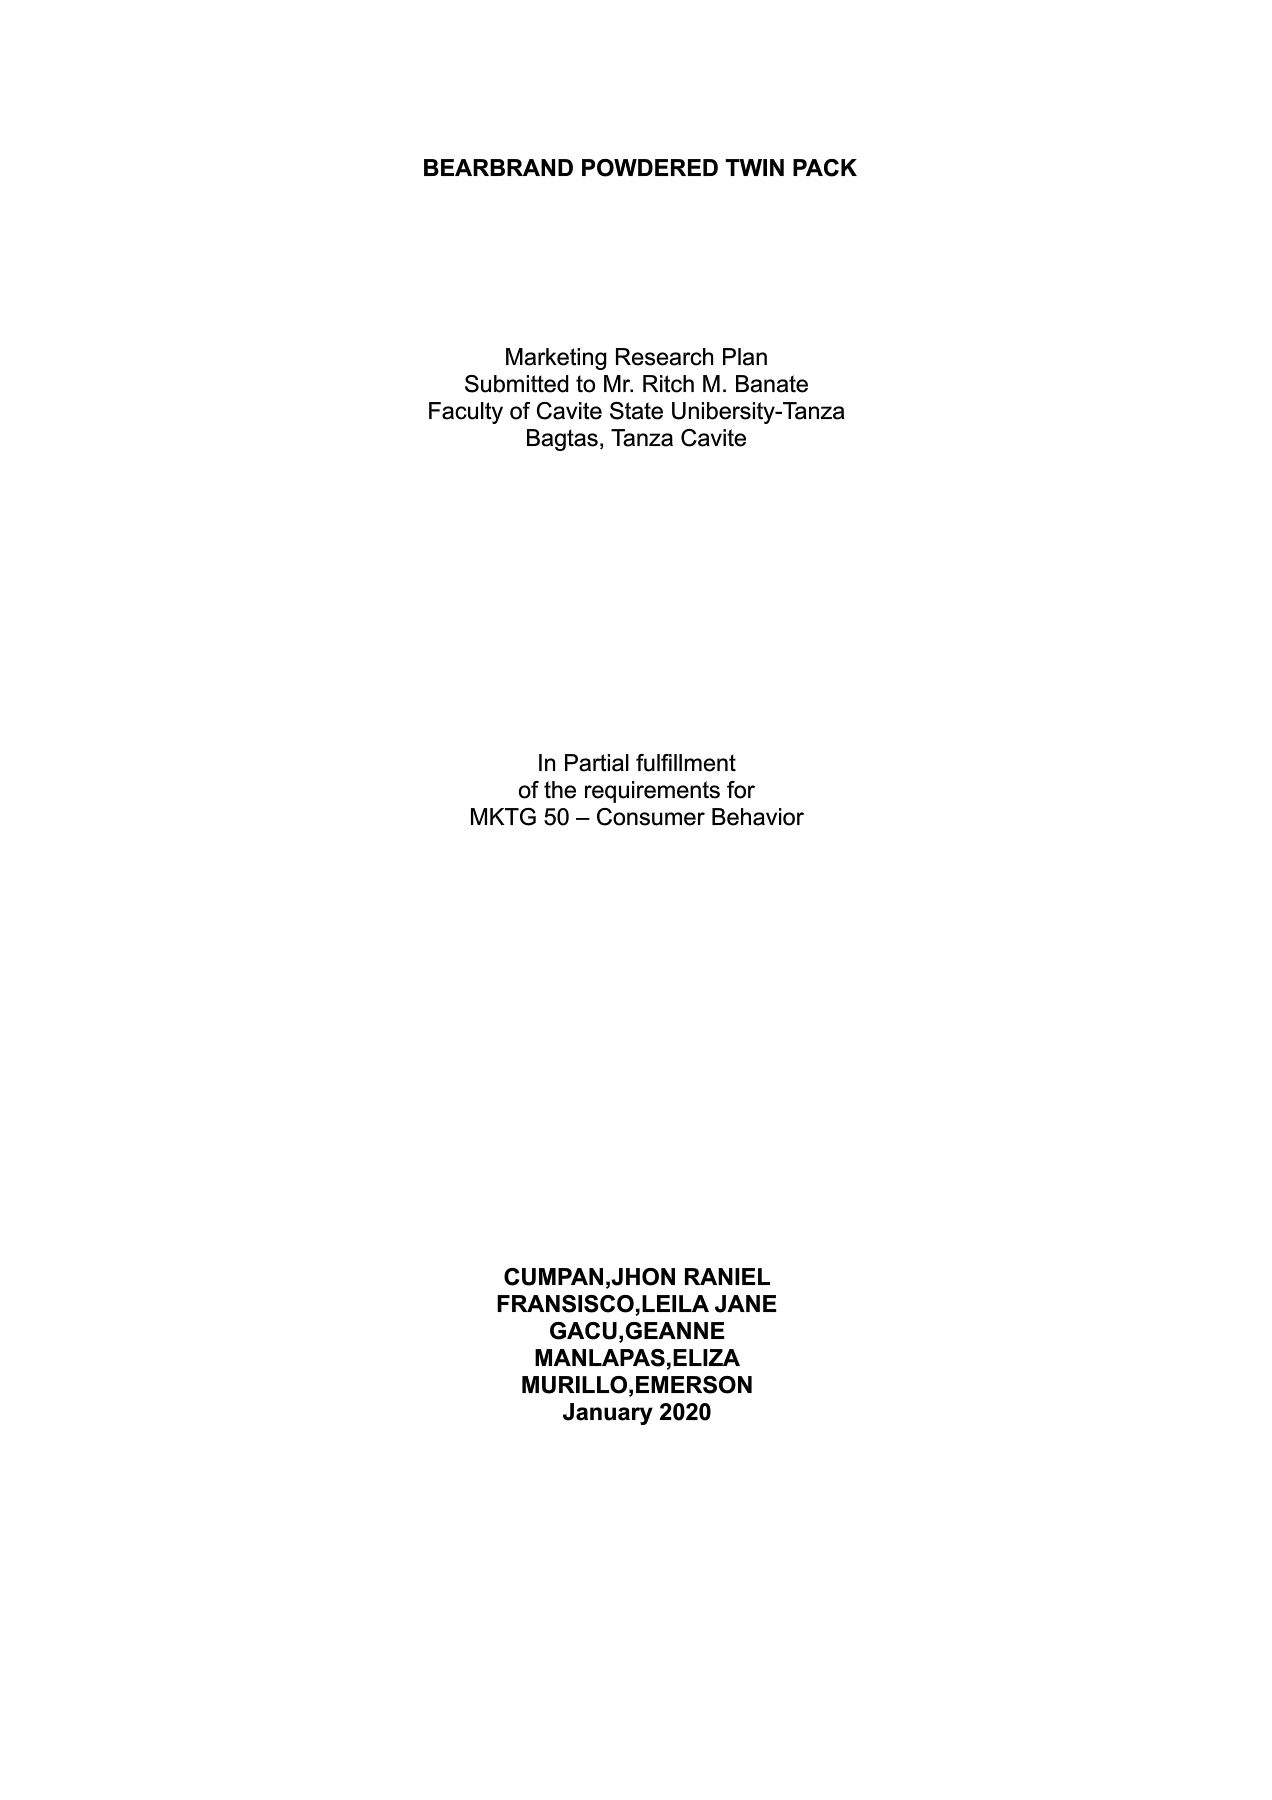 BEARBRAND POWDERED TWIN PACK
Marketing Research Plan
Submitted to Mr. Ritch M. Banate
Faculty of Cavite State Unibersity-Tanza
Bagtas, Tanza Cavite
In Partial fulfillment
of the requirements for
MKTG 50 – Consumer Behavior
CUMPAN,JHON RANIEL
FRANSISCO,LEILA JANE
GACU,GEANNE
MANLAPAS,ELIZA
MURILLO,EMERSON
January 2020